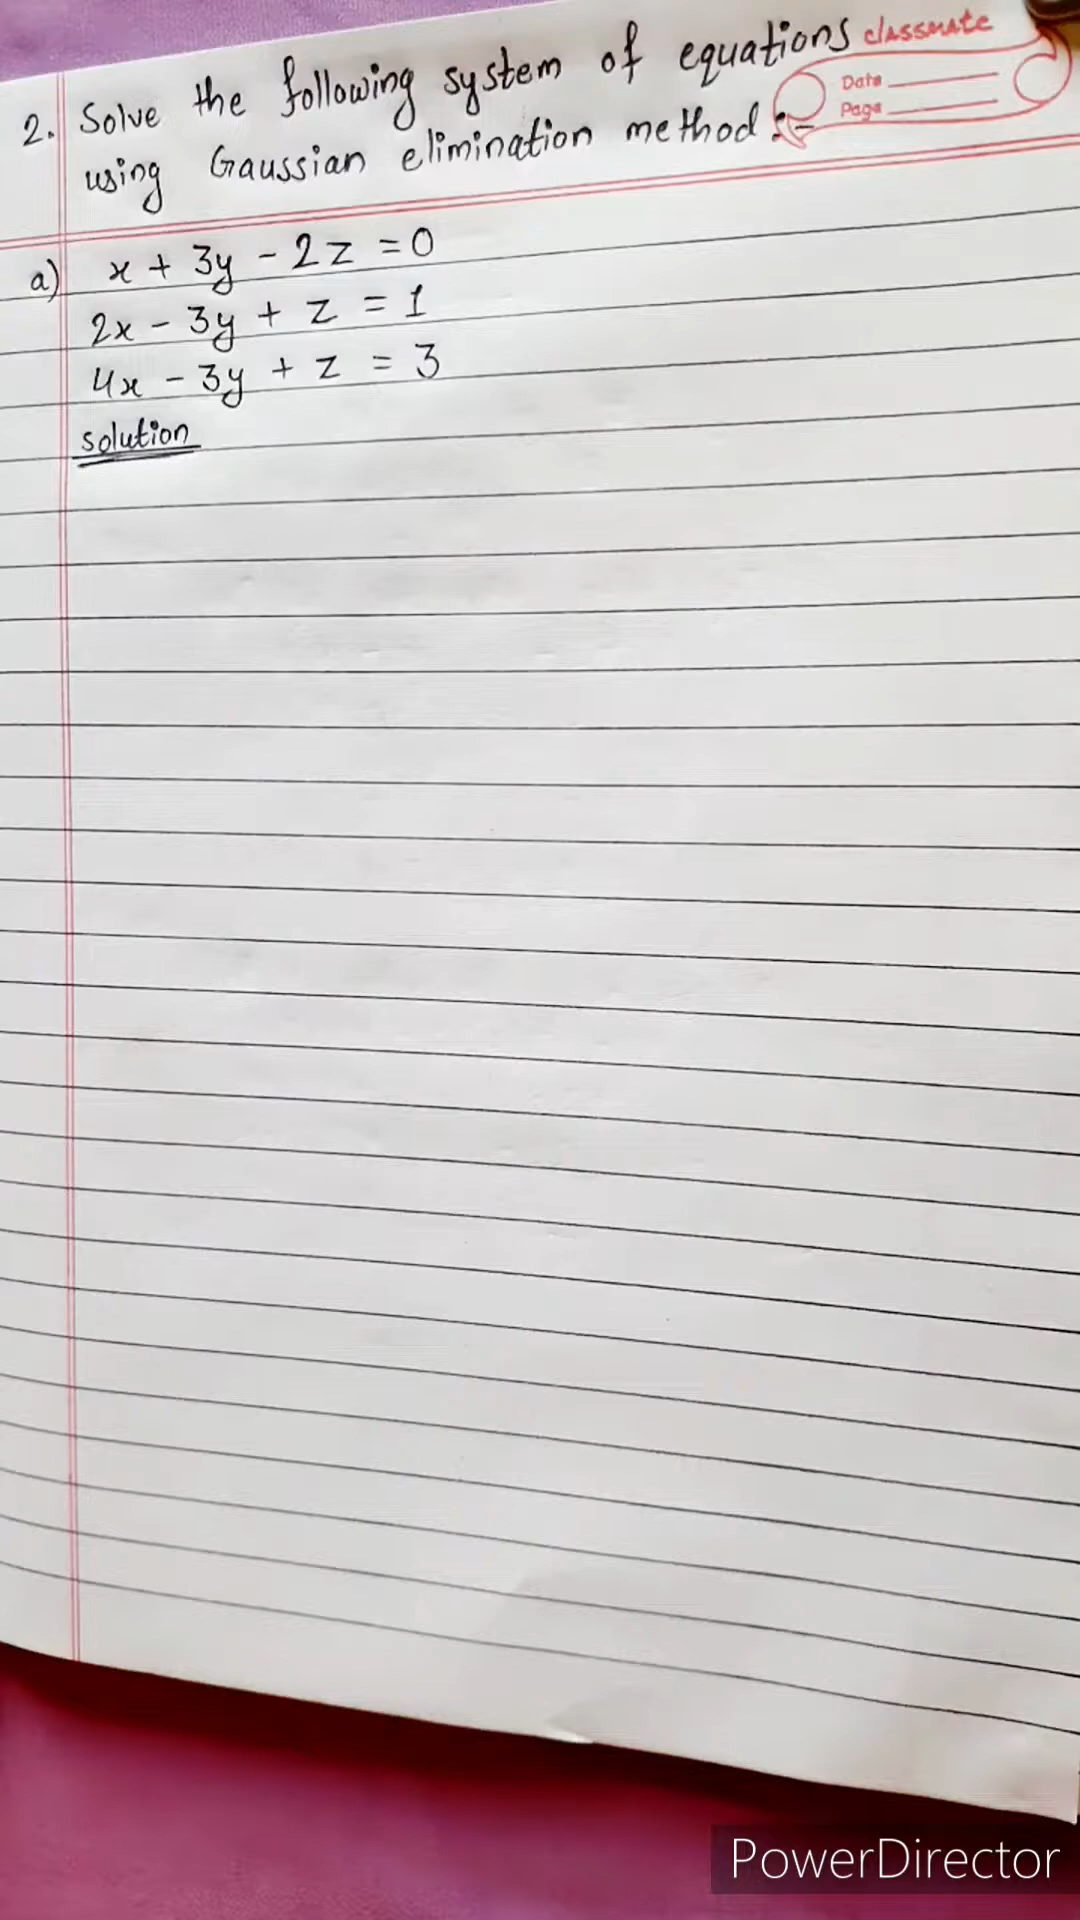 classmate
Date
Page
2. Solve the following system of equations
using Gaussian elimination method :-
a) x + 3y - 2z = 0
2x - 3y + z = 1
4x - 3y + z = 3
solution
PowerDirector